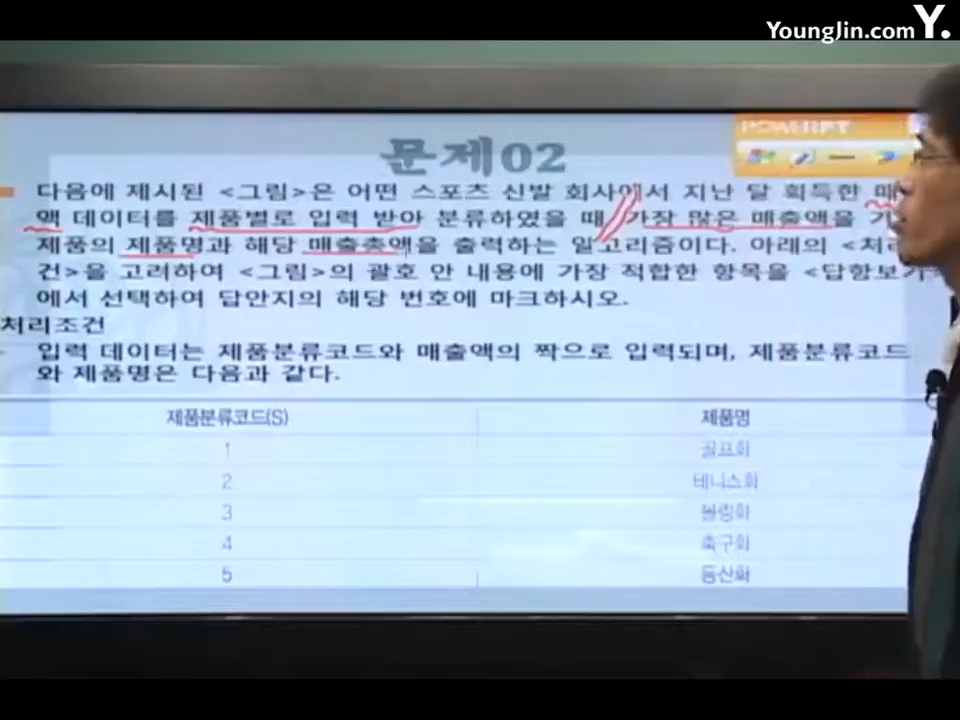 YoungJin.com Y.
POWERPT
문제02
다음에 제시된 <그림>은 어떤 스포츠 신발 회사에서 지난 달 획득한 매
액 데이터를 제품별로 입력 받아 분류하였을 때 가장 많은 매출액을 가
제품의 제품명과 해당 매출총액을 출력하는 알고리즘이다. 아래의 <처리
건>을 고려하여 <그림>의 괄호 안 내용에 가장 적합한 항목을 <답항보기
에서 선택하여 답안지의 해당 번호에 마크하시오.
처리조건
- 입력 데이터는 제품분류코드와 매출액의 짝으로 입력되며, 제품분류코드
와 제품명은 다음과 같다.
제품분류코드(S) 제품명
1 골프화
2 테니스화
3 볼링화
4 축구화
5 등산화